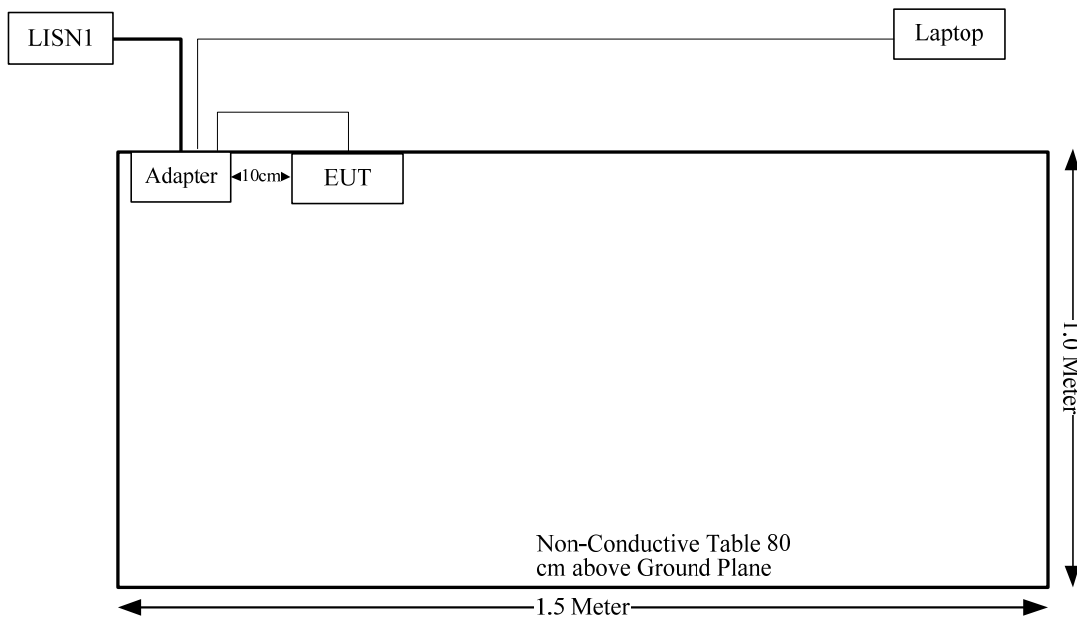 LISN1
Laptop
Adapter
10cm
EUT
1.0 Meter
Non-Conductive Table 80
cm above Ground Plane
1.5 Meter